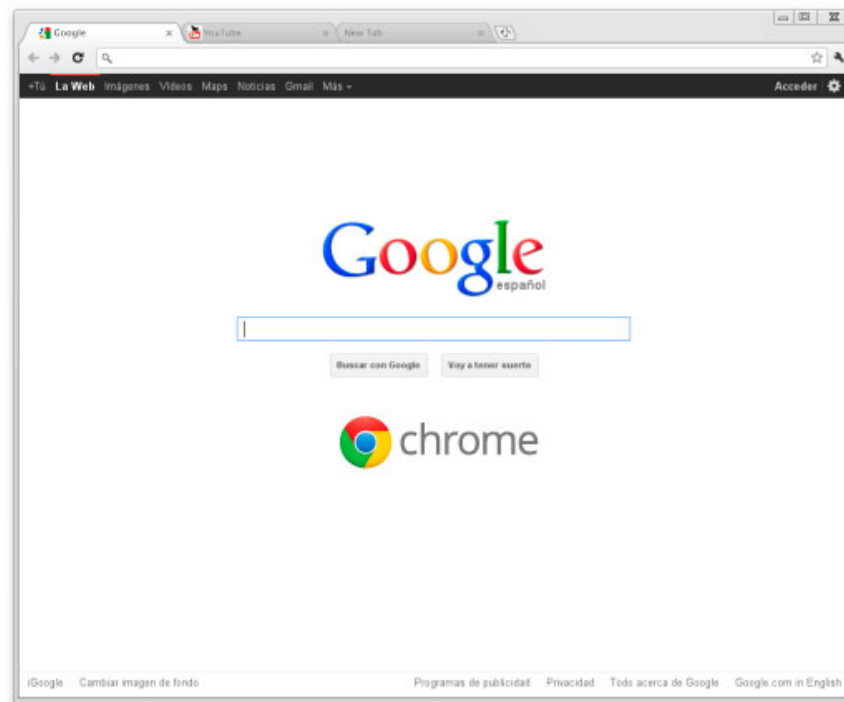 Google YouTube New Tab
+Tú La Web Imágenes Vídeos Maps Noticias Gmail Más Acceder
Google
español
Buscar con Google Voy a tener suerte
chrome
iGoogle Cambiar imagen de fondo Programas de publicidad Privacidad Todo acerca de Google Google.com in English